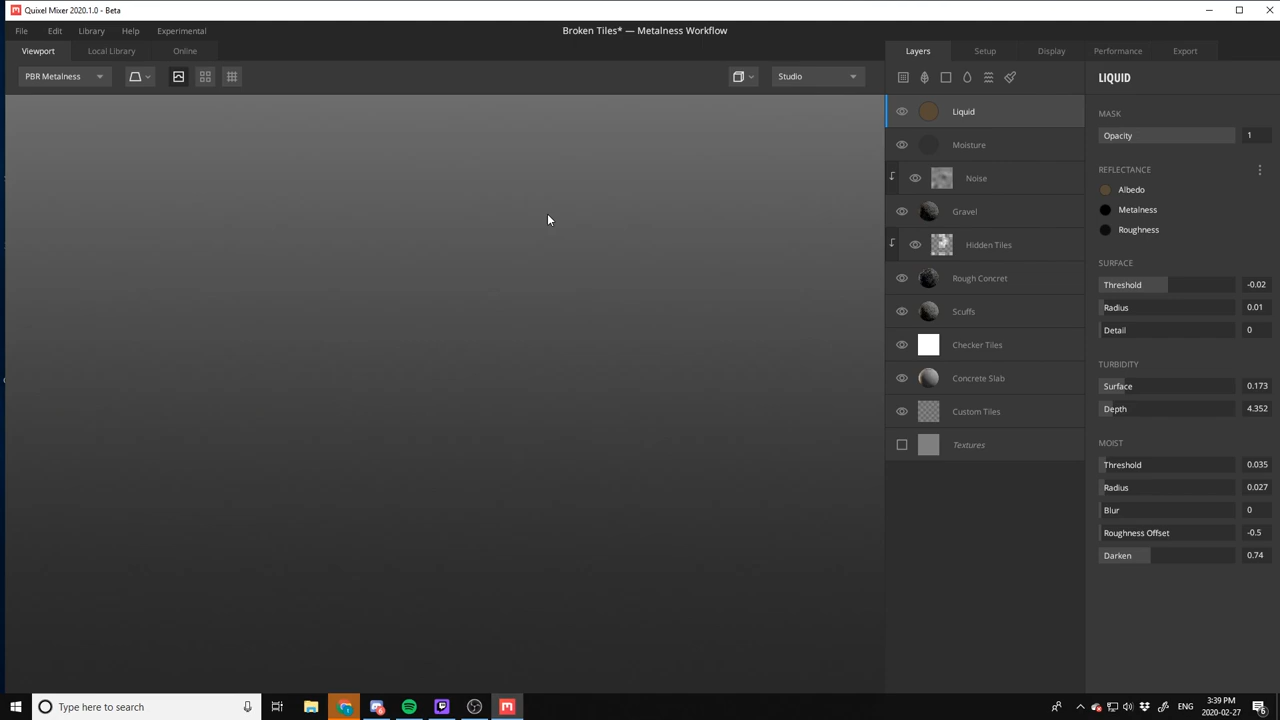 Quixel Mixer 2020.1.0 - Beta
File Edit Library Help Experimental
Broken Tiles* — Metalness Workflow
Viewport Local Library Online
Layers Setup Display Performance Export
PBR Metalness
Studio
Liquid
Moisture
Noise
Gravel
Hidden Tiles
Rough Concret
Scuffs
Checker Tiles
Concrete Slab
Custom Tiles
Textures
LIQUID
MASK
Opacity 1
REFLECTANCE
Albedo
Metalness
Roughness
SURFACE
Threshold -0.02
Radius 0.01
Detail 0
TURBIDITY
Surface 0.173
Depth 4.352
MOIST
Threshold 0.035
Radius 0.027
Blur 0
Roughness Offset -0.5
Darken 0.74
Type here to search
ENG
3:39 PM
2020-02-27